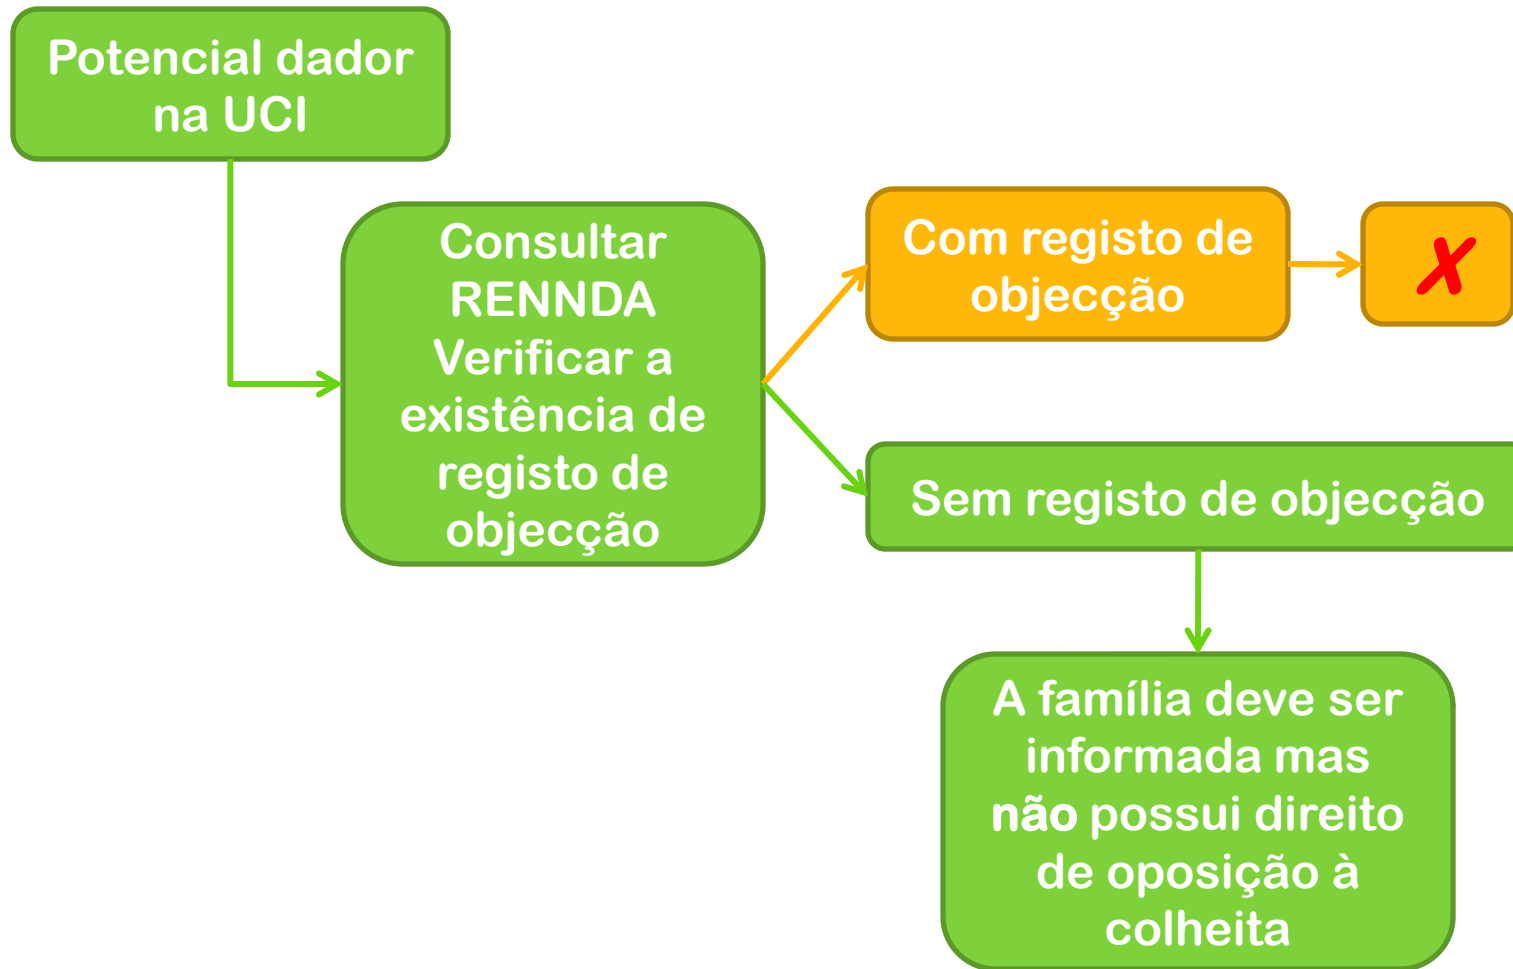 Potencial dador
na UCI
Consultar
RENNDA
Verificar a
existência de
registo de
objecção
Com registo de
objecção
✗
Sem registo de objecção
A família deve ser
informada mas
não possui direito
de oposição à
colheita